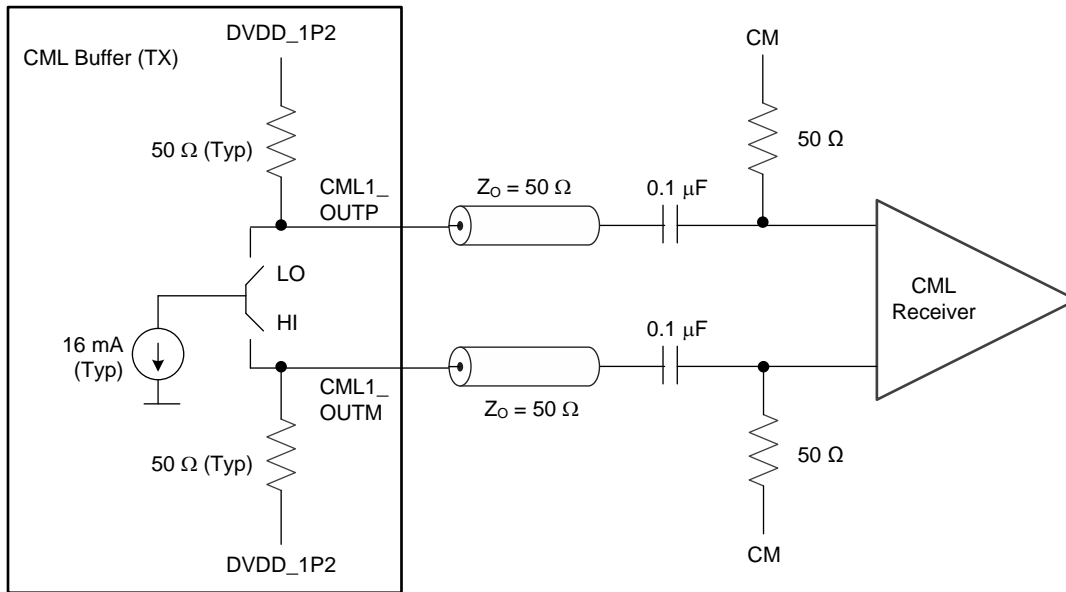 DVDD_1P2
CML Buffer (TX)
CM
50 Ω (Typ)
50 Ω
CML1_
OUTP
Z_O = 50 Ω
0.1 μF
LO
HI
CML
Receiver
16 mA
(Typ)
0.1 μF
CML1_
OUTM
Z_O = 50 Ω
50 Ω (Typ)
50 Ω
DVDD_1P2
CM